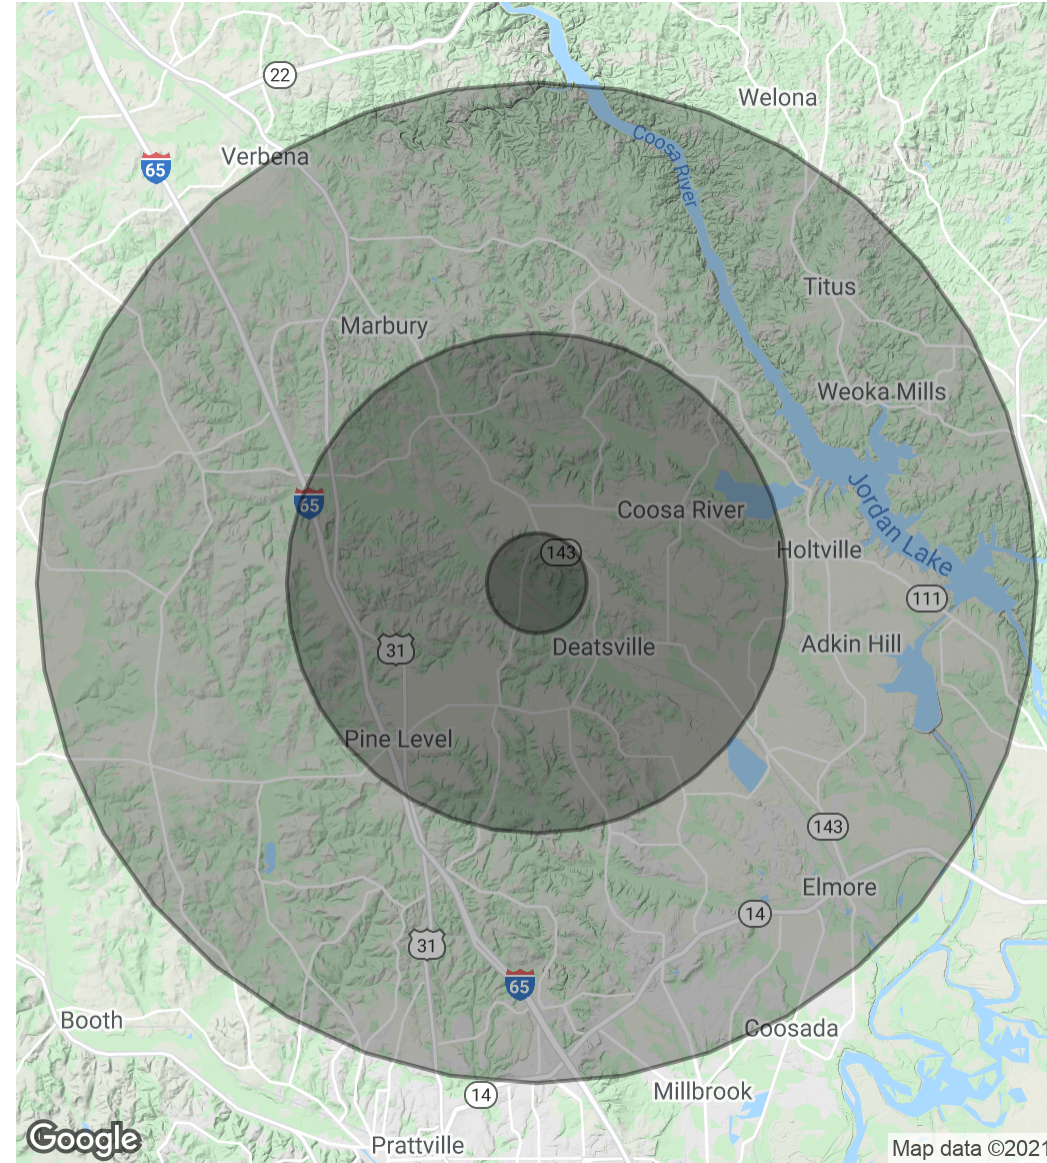 22
Welona
Coosa River
Verbena
65
Titus
Marbury
Weoka Mills
Jordan Lake
65
Coosa River
143
Holtville
111
31
Deatsville
Adkin Hill
Pine Level
143
Elmore
14
31
65
Booth
Coosada
14
Millbrook
Google
Prattville
Map data ©2021